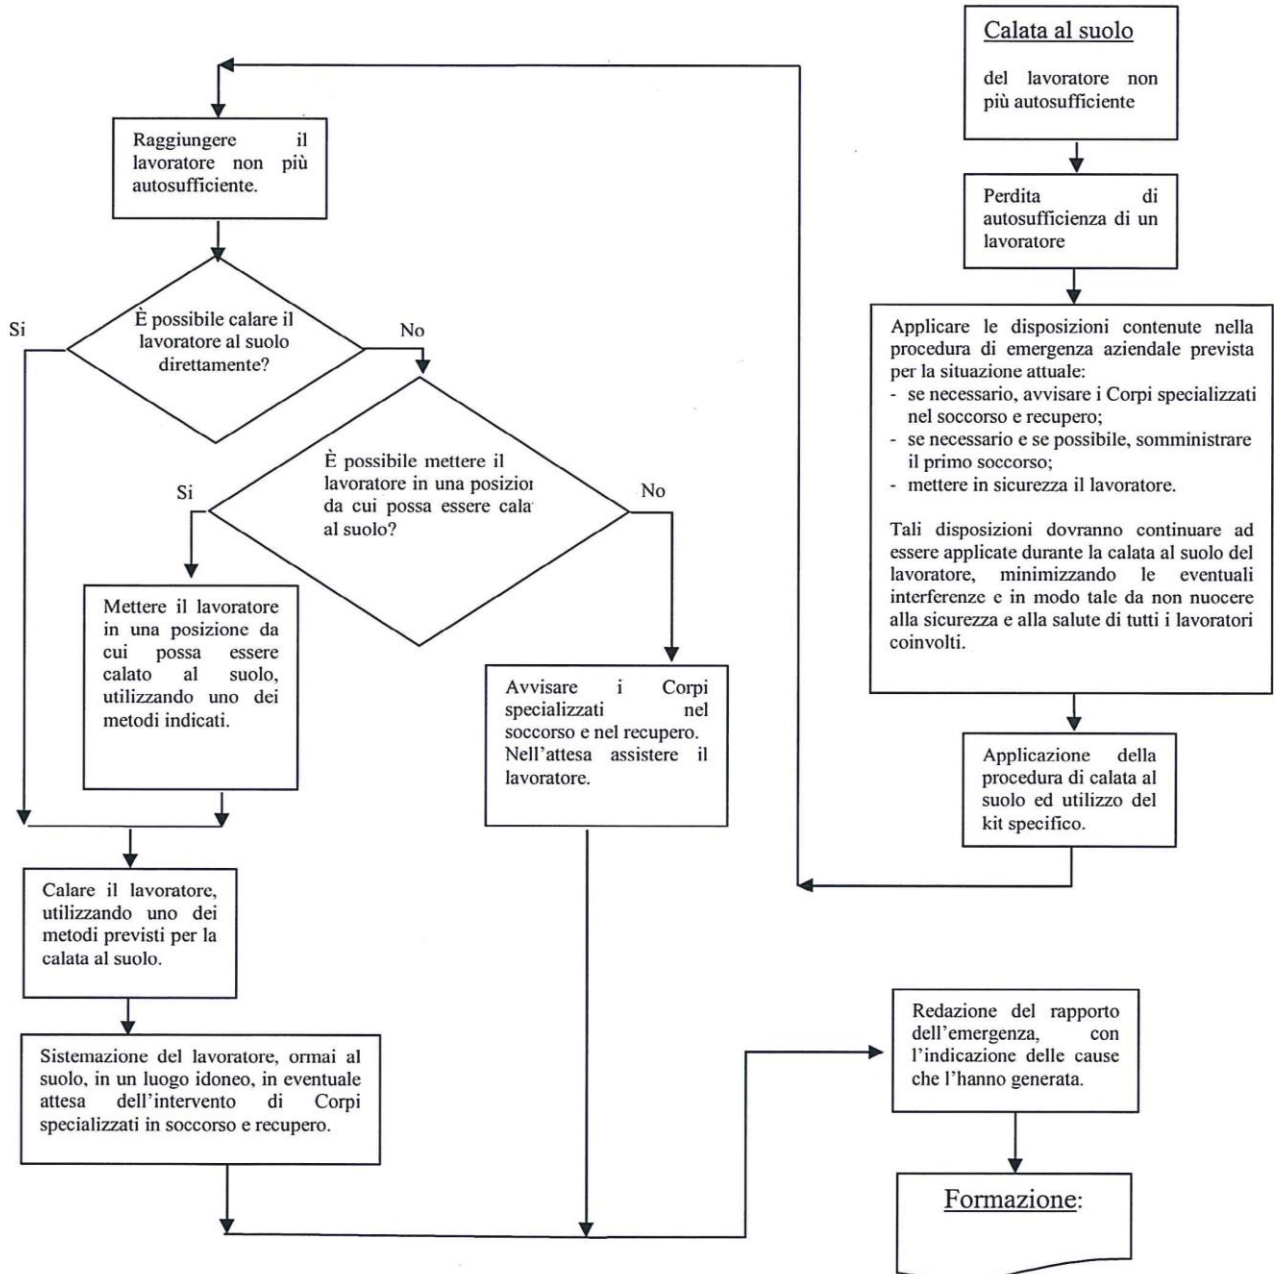 Calata al suolo
del lavoratore non
più autosufficiente
Perdita di
autosufficienza di un
lavoratore
Applicare le disposizioni contenute nella
procedura di emergenza aziendale prevista
per la situazione attuale:
- se necessario, avvisare i Corpi specializzati
nel soccorso e recupero;
- se necessario e se possibile, somministrare
il primo soccorso;
- mettere in sicurezza il lavoratore.
Tali disposizioni dovranno continuare ad
essere applicate durante la calata al suolo del
lavoratore, minimizzando le eventuali
interferenze e in modo tale da non nuocere
alla sicurezza e alla salute di tutti i lavoratori
coinvolti.
Applicazione della
procedura di calata al
suolo ed utilizzo del
kit specifico.
Raggiungere il
lavoratore non più
autosufficiente.
È possibile calare il
lavoratore al suolo
direttamente?
Si
No
È possibile mettere il
lavoratore in una posizion
da cui possa essere cala
al suolo?
Si
No
Mettere il lavoratore
in una posizione da
cui possa essere
calato al suolo,
utilizzando uno dei
metodi indicati.
Avvisare i Corpi
specializzati nel
soccorso e nel recupero.
Nell'attesa assistere il
lavoratore.
Calare il lavoratore,
utilizzando uno dei
metodi previsti per la
calata al suolo.
Sistemazione del lavoratore, ormai al
suolo, in un luogo idoneo, in eventuale
attesa dell'intervento di Corpi
specializzati in soccorso e recupero.
Redazione del rapporto
dell'emergenza, con
l'indicazione delle cause
che l'hanno generata.
Formazione: